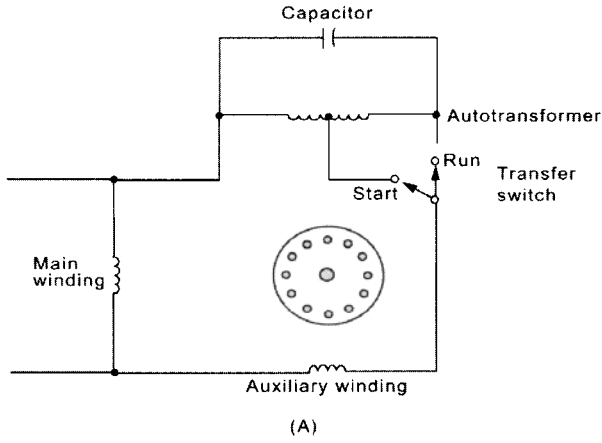 Capacitor
Autotransformer
Run
Transfer
switch
Start
Main
winding
Auxiliary winding
(A)